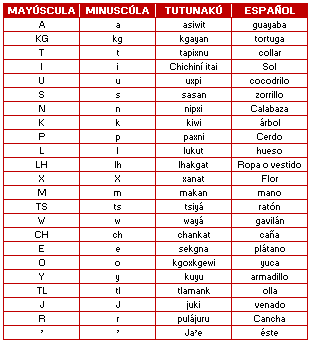 MAYÚSCULA MINUSCÚLA TUTUNAKÚ ESPAÑOL
A a asiwit guayaba
KG kg kgayan tortuga
T t tapixnu collar
I i Chichiní itai Sol
U u uxpi cocodrilo
S s sasan zorrillo
N n nipxi Calabaza
K k kiwi árbol
P p paxni Cerdo
L l lukut hueso
LH lh lhakgat Ropa o vestido
X X xanat Flor
M m makan mano
TS ts tsiyá ratón
W w wayá gavilán
CH ch chankat caña
E e sekgna plátano
O o kgoxkgewi yuca
Y y kuyu armadillo
TL tl tlamank olla
J J juki venado
R r pulájuru Cancha
’ ’ Ja’e éste